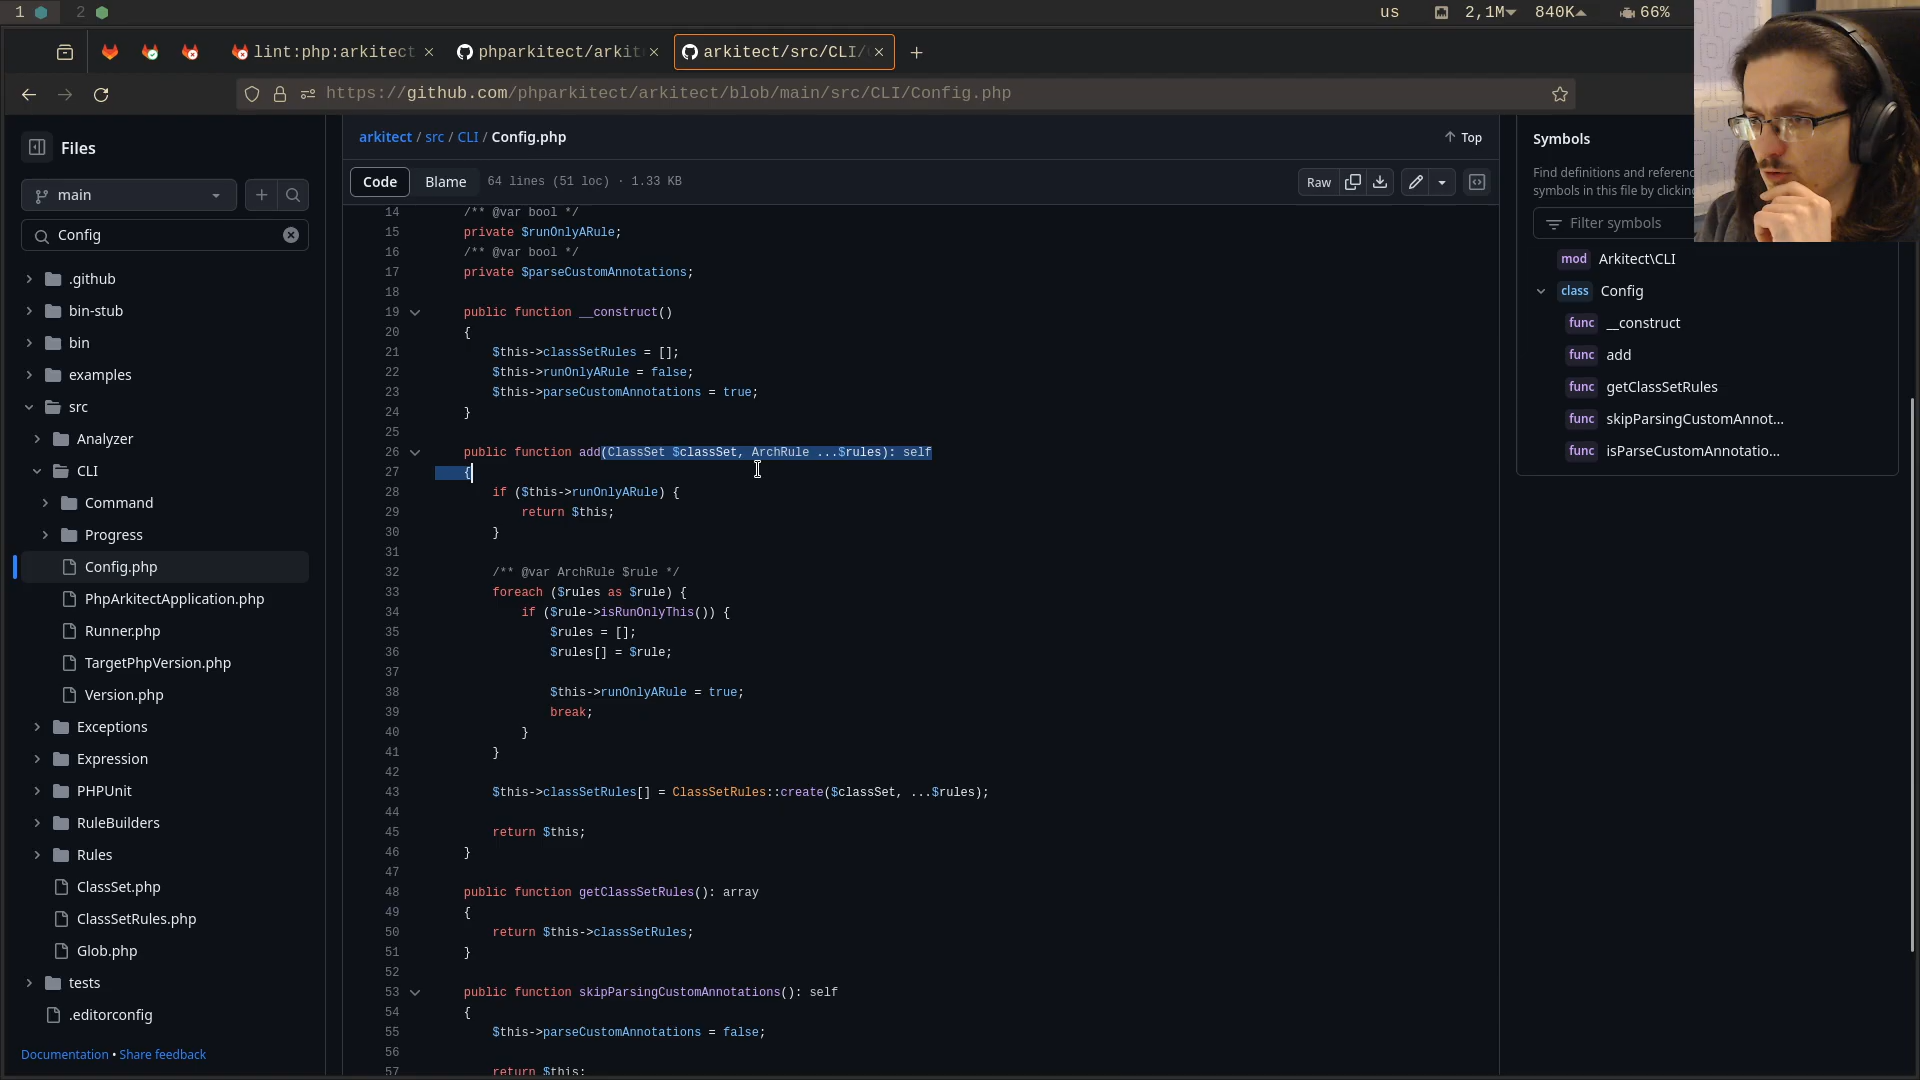 1 2 us 2,1M 840K 66%
lint:php:arkitect phparkitect/arkit arkitect/src/CLI/
https://github.com/phparkitect/arkitect/blob/main/src/CLI/Config.php
Files
main
Config
.github
bin-stub
bin
examples
src
Analyzer
CLI
Command
Progress
Config.php
PhpArkitectApplication.php
Runner.php
TargetPhpVersion.php
Version.php
Exceptions
Expression
PHPUnit
RuleBuilders
Rules
ClassSet.php
ClassSetRules.php
Glob.php
tests
.editorconfig
Documentation • Share feedback
arkitect / src / CLI / Config.php
Top
Code Blame 64 lines (51 loc) · 1.33 KB Raw
14 /** @var bool */
15 private $runOnlyARule;
16 /** @var bool */
17 private $parseCustomAnnotations;
18
19 public function __construct()
20 {
21 $this->classSetRules = [];
22 $this->runOnlyARule = false;
23 $this->parseCustomAnnotations = true;
24 }
25
26 public function add(ClassSet $classSet, ArchRule ...$rules): self
27 {
28 if ($this->runOnlyARule) {
29 return $this;
30 }
31
32 /** @var ArchRule $rule */
33 foreach ($rules as $rule) {
34 if ($rule->isRunOnlyThis()) {
35 $rules = [];
36 $rules[] = $rule;
37
38 $this->runOnlyARule = true;
39 break;
40 }
41 }
42
43 $this->classSetRules[] = ClassSetRules::create($classSet, ...$rules);
44
45 return $this;
46 }
47
48 public function getClassSetRules(): array
49 {
50 return $this->classSetRules;
51 }
52
53 public function skipParsingCustomAnnotations(): self
54 {
55 $this->parseCustomAnnotations = false;
56
57 return $this;
Symbols
Find definitions and referenc
symbols in this file by clicking
Filter symbols
mod Arkitect\CLI
class Config
func __construct
func add
func getClassSetRules
func skipParsingCustomAnnot...
func isParseCustomAnnotatio...